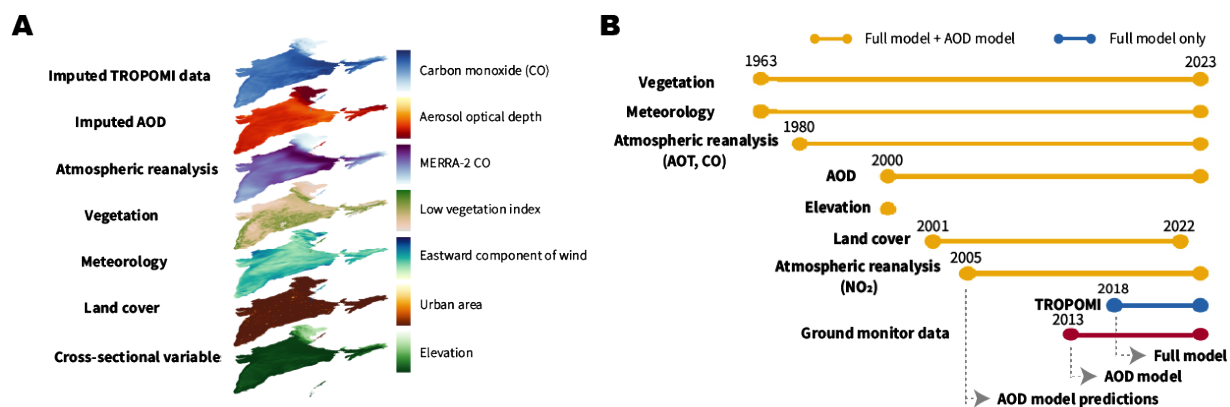 A
Imputed TROPOMI data
Carbon monoxide (CO)
Imputed AOD
Aerosol optical depth
Atmospheric reanalysis
MERRA-2 CO
Vegetation
Low vegetation index
Meteorology
Eastward component of wind
Land cover
Urban area
Cross-sectional variable
Elevation
B
Full model + AOD model
Full model only
1963
2023
Vegetation
Meteorology
1980
Atmospheric reanalysis
(AOT, CO)
2000
AOD
Elevation
2001
2022
Land cover
2005
Atmospheric reanalysis
(NO₂)
2018
TROPOMI
2013
Ground monitor data
Full model
AOD model
AOD model predictions